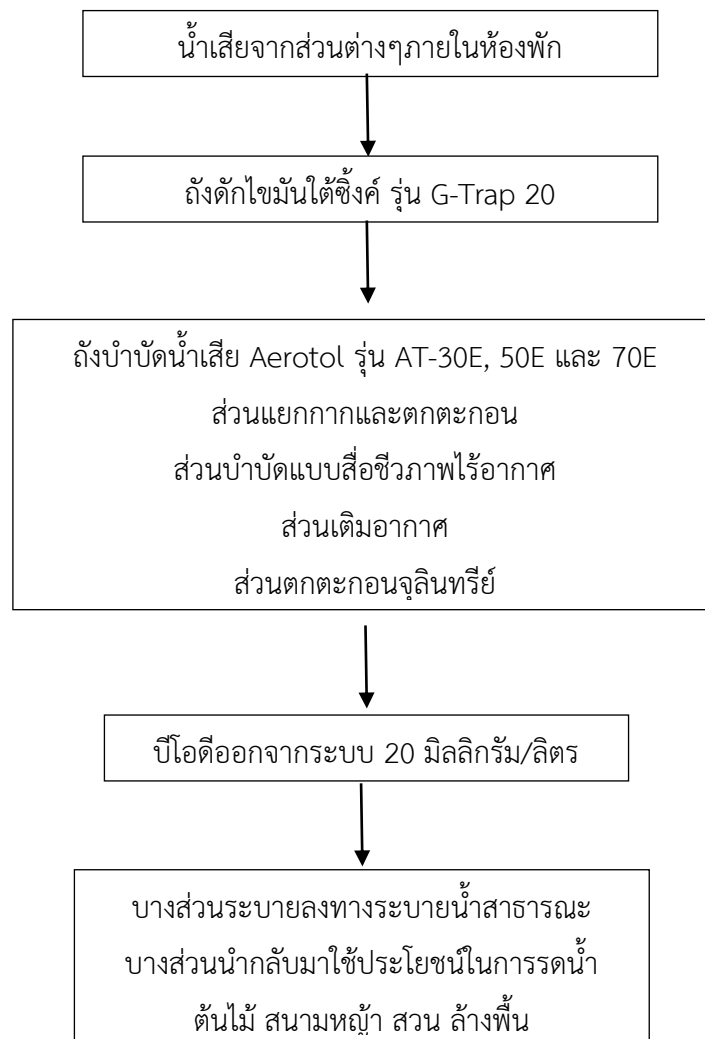 น้ำเสียจากส่วนต่างๆภายในห้องพัก
ถังดักไขมันใต้ซิ้งค์ รุ่น G-Trap 20
ถังบำบัดน้ำเสีย Aerotol รุ่น AT-30E, 50E และ 70E
ส่วนแยกกากและตกตะกอน
ส่วนบำบัดแบบสื่อชีวภาพไร้อากาศ
ส่วนเติมอากาศ
ส่วนตกตะกอนจุลินทรีย์
บีโอดีออกจากระบบ 20 มิลลิกรัม/ลิตร
บางส่วนระบายลงทางระบายน้ำสาธารณะ
บางส่วนนำกลับมาใช้ประโยชน์ในการรดน้ำ
ต้นไม้ สนามหญ้า สวน ล้างพื้น